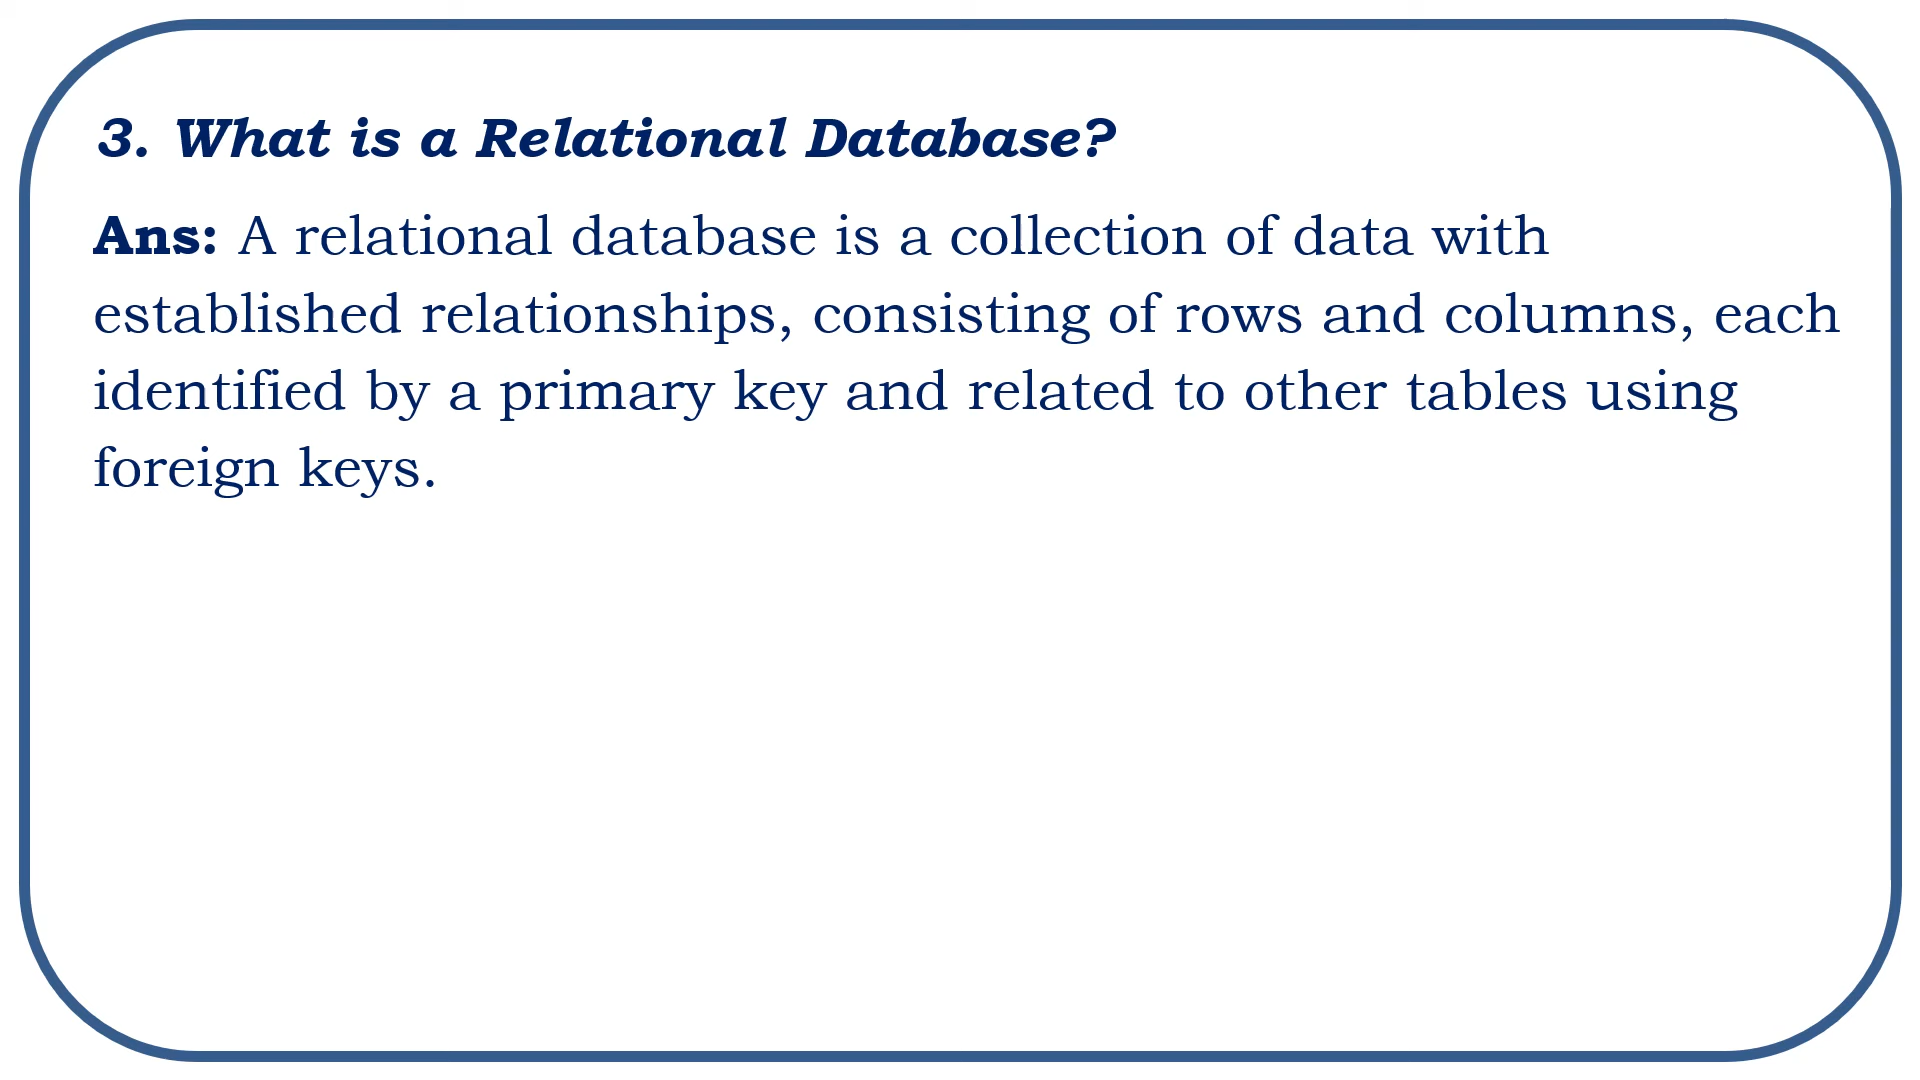 3. What is a Relational Database?
Ans: A relational database is a collection of data with
established relationships, consisting of rows and columns, each
identified by a primary key and related to other tables using
foreign keys.